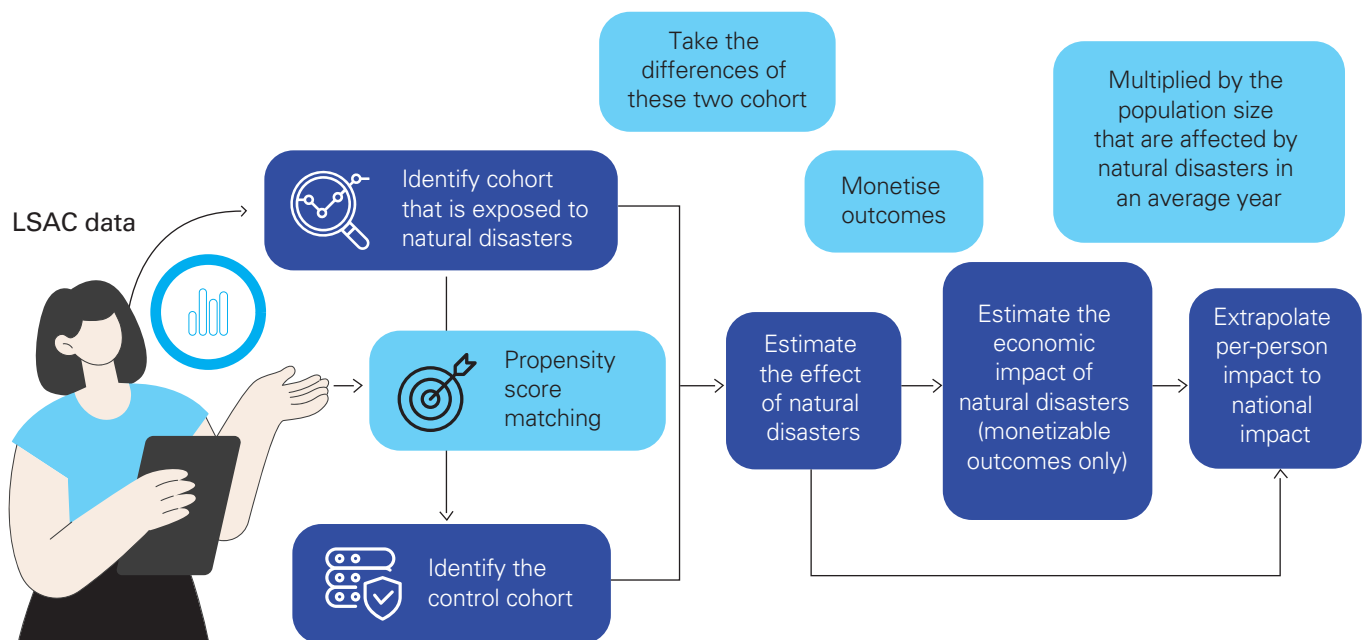 LSAC data
Identify cohort
that is exposed to
natural disasters
Propensity
score
matching
Identify the
control cohort
Take the
differences of
these two cohort
Estimate
the effect
of natural
disasters
Monetise
outcomes
Estimate the
economic
impact of
natural disasters
(monetizable
outcomes only)
Multiplied by the
population size
that are affected by
natural disasters in
an average year
Extrapolate
per-person
impact to
national
impact